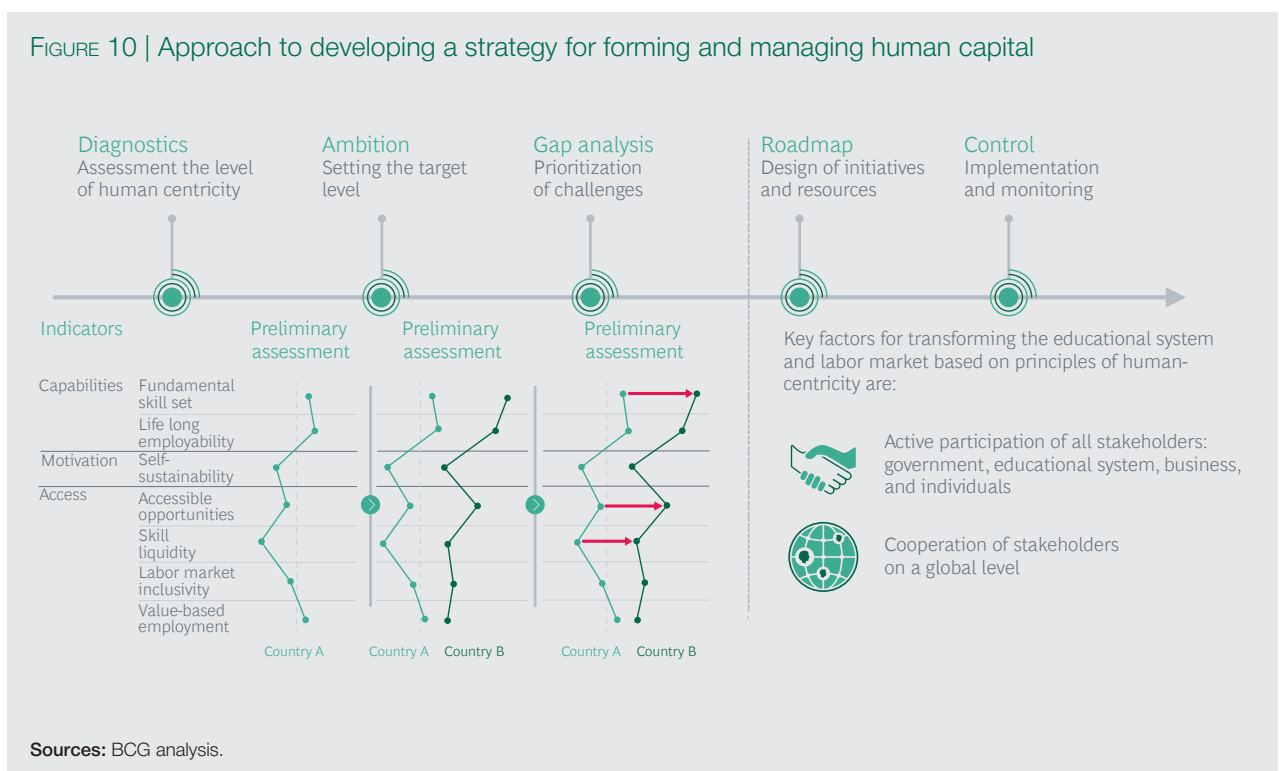 FIGURE 10 | Approach to developing a strategy for forming and managing human capital
Diagnostics
Assessment the level
of human centricity
Ambition
Setting the target
level
Gap analysis
Prioritization
of challenges
Roadmap
Design of initiatives
and resources
Control
Implementation
and monitoring
Indicators
Preliminary
assessment
Preliminary
assessment
Preliminary
assessment
Capabilities
Fundamental
skill set
Life long
employability
Motivation
Self-
sustainability
Access
Accessible
opportunities
Skill
liquidity
Labor market
inclusivity
Value-based
employment
Country A
Country A
Country B
Country A
Country B
Key factors for transforming the educational system
and labor market based on principles of human-
centricity are:
Active participation of all stakeholders:
government, educational system, business,
and individuals
Cooperation of stakeholders
on a global level
Sources: BCG analysis.